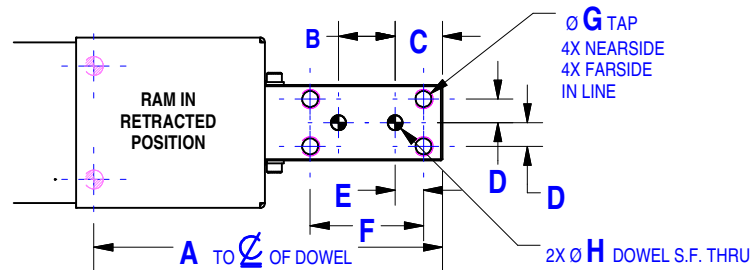 B
C
Ø G TAP
4X NEARSIDE
4X FARSIDE
IN LINE
RAM IN
RETRACTED
POSITION
D
D
E
F
A TO ℄ OF DOWEL
2X Ø H DOWEL S.F. THRU